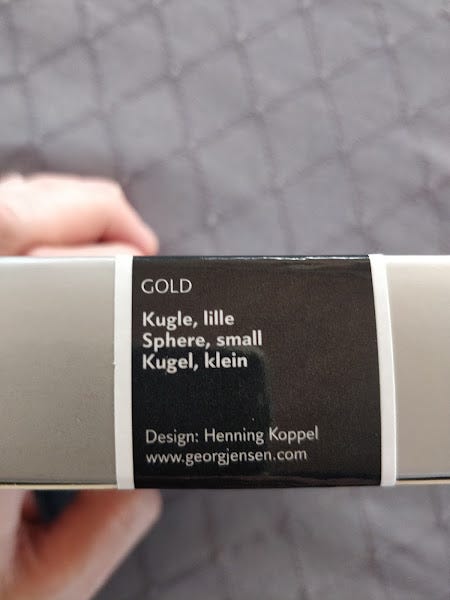 GOLD
Kugle, lille
Sphere, small
Kugel, klein
Design: Henning Koppel
www.georgjensen.com